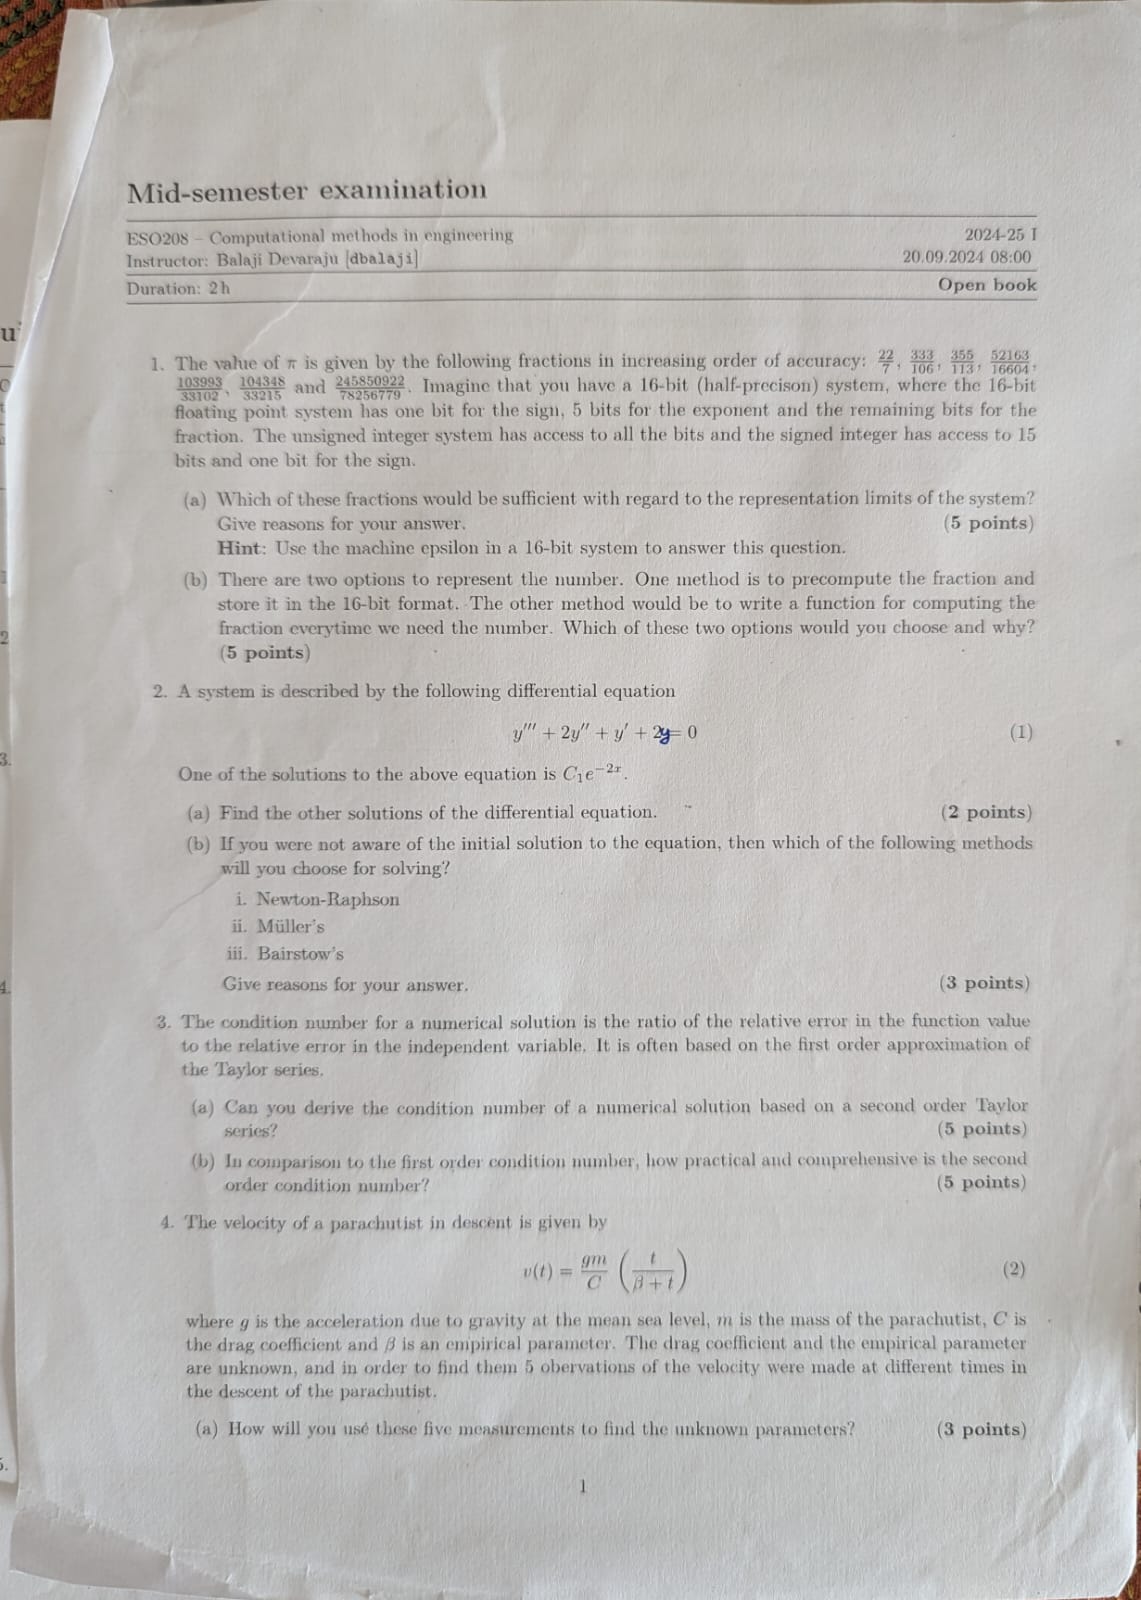 Mid-semester examination
ESO208 – Computational methods in engineering 2024-25 I
Instructor: Balaji Devaraju [dbalaji] 20.09.2024 08:00
Duration: 2 h Open book
1. The value of π is given by the following fractions in increasing order of accuracy: 22/7, 333/106, 355/113, 52163/16604,
103993/33102, 104348/33215 and 245850922/78256779. Imagine that you have a 16-bit (half-precison) system, where the 16-bit
floating point system has one bit for the sign, 5 bits for the exponent and the remaining bits for the
fraction. The unsigned integer system has access to all the bits and the signed integer has access to 15
bits and one bit for the sign.
(a) Which of these fractions would be sufficient with regard to the representation limits of the system?
Give reasons for your answer. (5 points)
Hint: Use the machine epsilon in a 16-bit system to answer this question.
(b) There are two options to represent the number. One method is to precompute the fraction and
store it in the 16-bit format. The other method would be to write a function for computing the
fraction everytime we need the number. Which of these two options would you choose and why?
(5 points)
2. A system is described by the following differential equation
y''' + 2y'' + y' + 2y = 0 (1)
One of the solutions to the above equation is C₁e⁻²ˣ.
(a) Find the other solutions of the differential equation. (2 points)
(b) If you were not aware of the initial solution to the equation, then which of the following methods
will you choose for solving?
i. Newton-Raphson
ii. Müller's
iii. Bairstow's
Give reasons for your answer. (3 points)
3. The condition number for a numerical solution is the ratio of the relative error in the function value
to the relative error in the independent variable. It is often based on the first order approximation of
the Taylor series.
(a) Can you derive the condition number of a numerical solution based on a second order Taylor
series? (5 points)
(b) In comparison to the first order condition number, how practical and comprehensive is the second
order condition number? (5 points)
4. The velocity of a parachutist in descent is given by
v(t) = gm/C (t/(β + t)) (2)
where g is the acceleration due to gravity at the mean sea level, m is the mass of the parachutist, C is
the drag coefficient and β is an empirical parameter. The drag coefficient and the empirical parameter
are unknown, and in order to find them 5 obervations of the velocity were made at different times in
the descent of the parachutist.
(a) How will you use these five measurements to find the unknown parameters? (3 points)
1